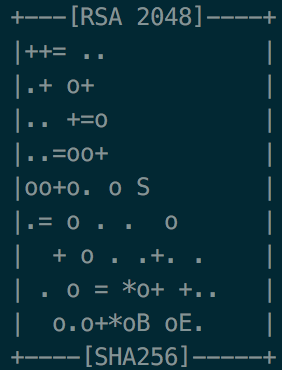 +---[RSA 2048]----+
|++= ..           |
|.+ o+            |
|.. +=o           |
|..=oo+           |
|oo+o. o S        |
|.= o . .  o      |
|  + o . .+. .    |
| . o = *o+ +..   |
|  o.o+*oB oE.    |
+----[SHA256]-----+